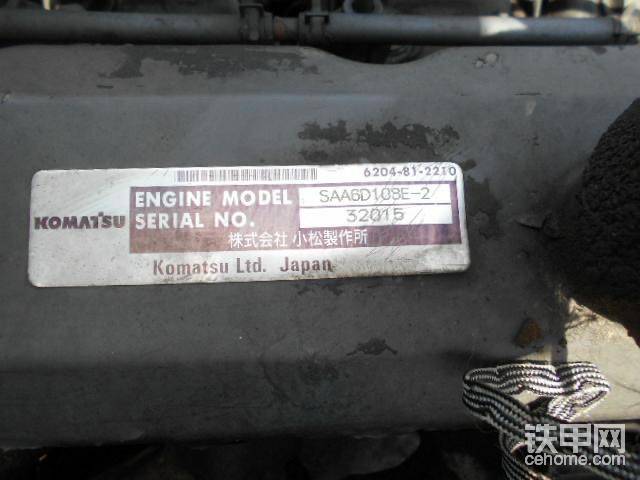 6204-81-2210
ENGINE MODEL SAA6D108E-2
KOMATSU SERIAL NO. 32015
株式会社 小松製作所
Komatsu Ltd. Japan
铁甲网
cehome.com